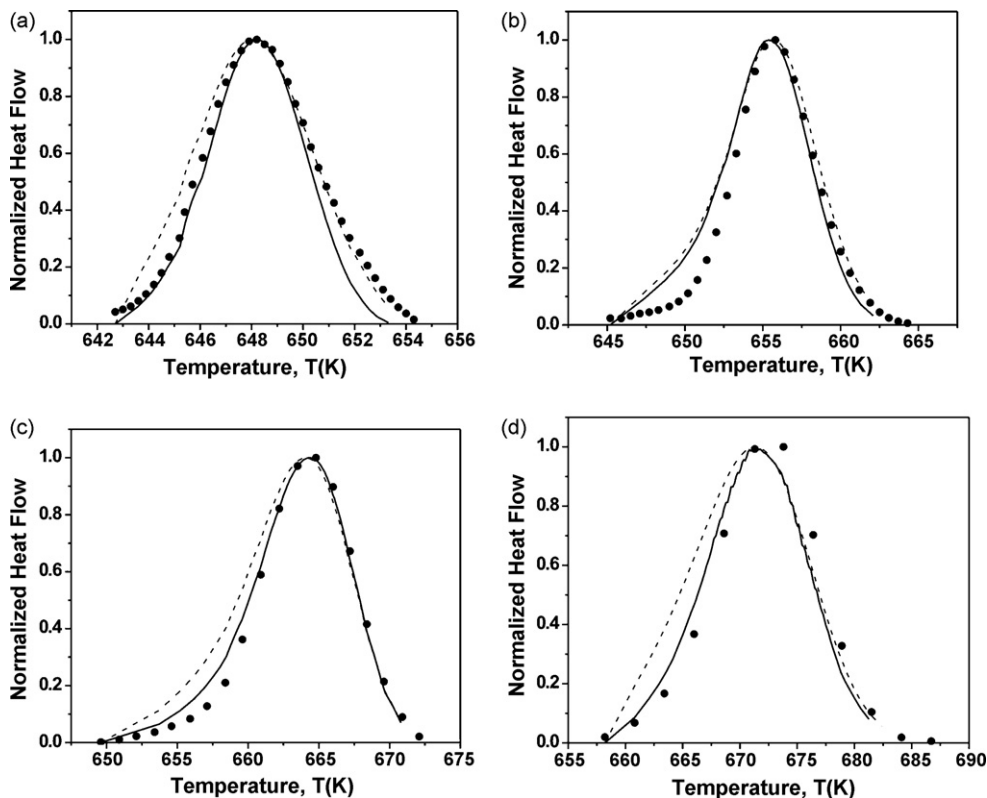 (a)
1.0
0.8
0.6
0.4
0.2
0.0
Normalized Heat Flow
642 644 646 648 650 652 654 656
Temperature, T(K)
(b)
1.0
0.8
0.6
0.4
0.2
0.0
Normalized Heat Flow
645 650 655 660 665
Temperature, T(K)
(c)
1.0
0.8
0.6
0.4
0.2
0.0
Normalized Heat Flow
650 655 660 665 670 675
Temperature, T(K)
(d)
1.0
0.8
0.6
0.4
0.2
0.0
Normalized Heat Flow
655 660 665 670 675 680 685 690
Temperature, T(K)